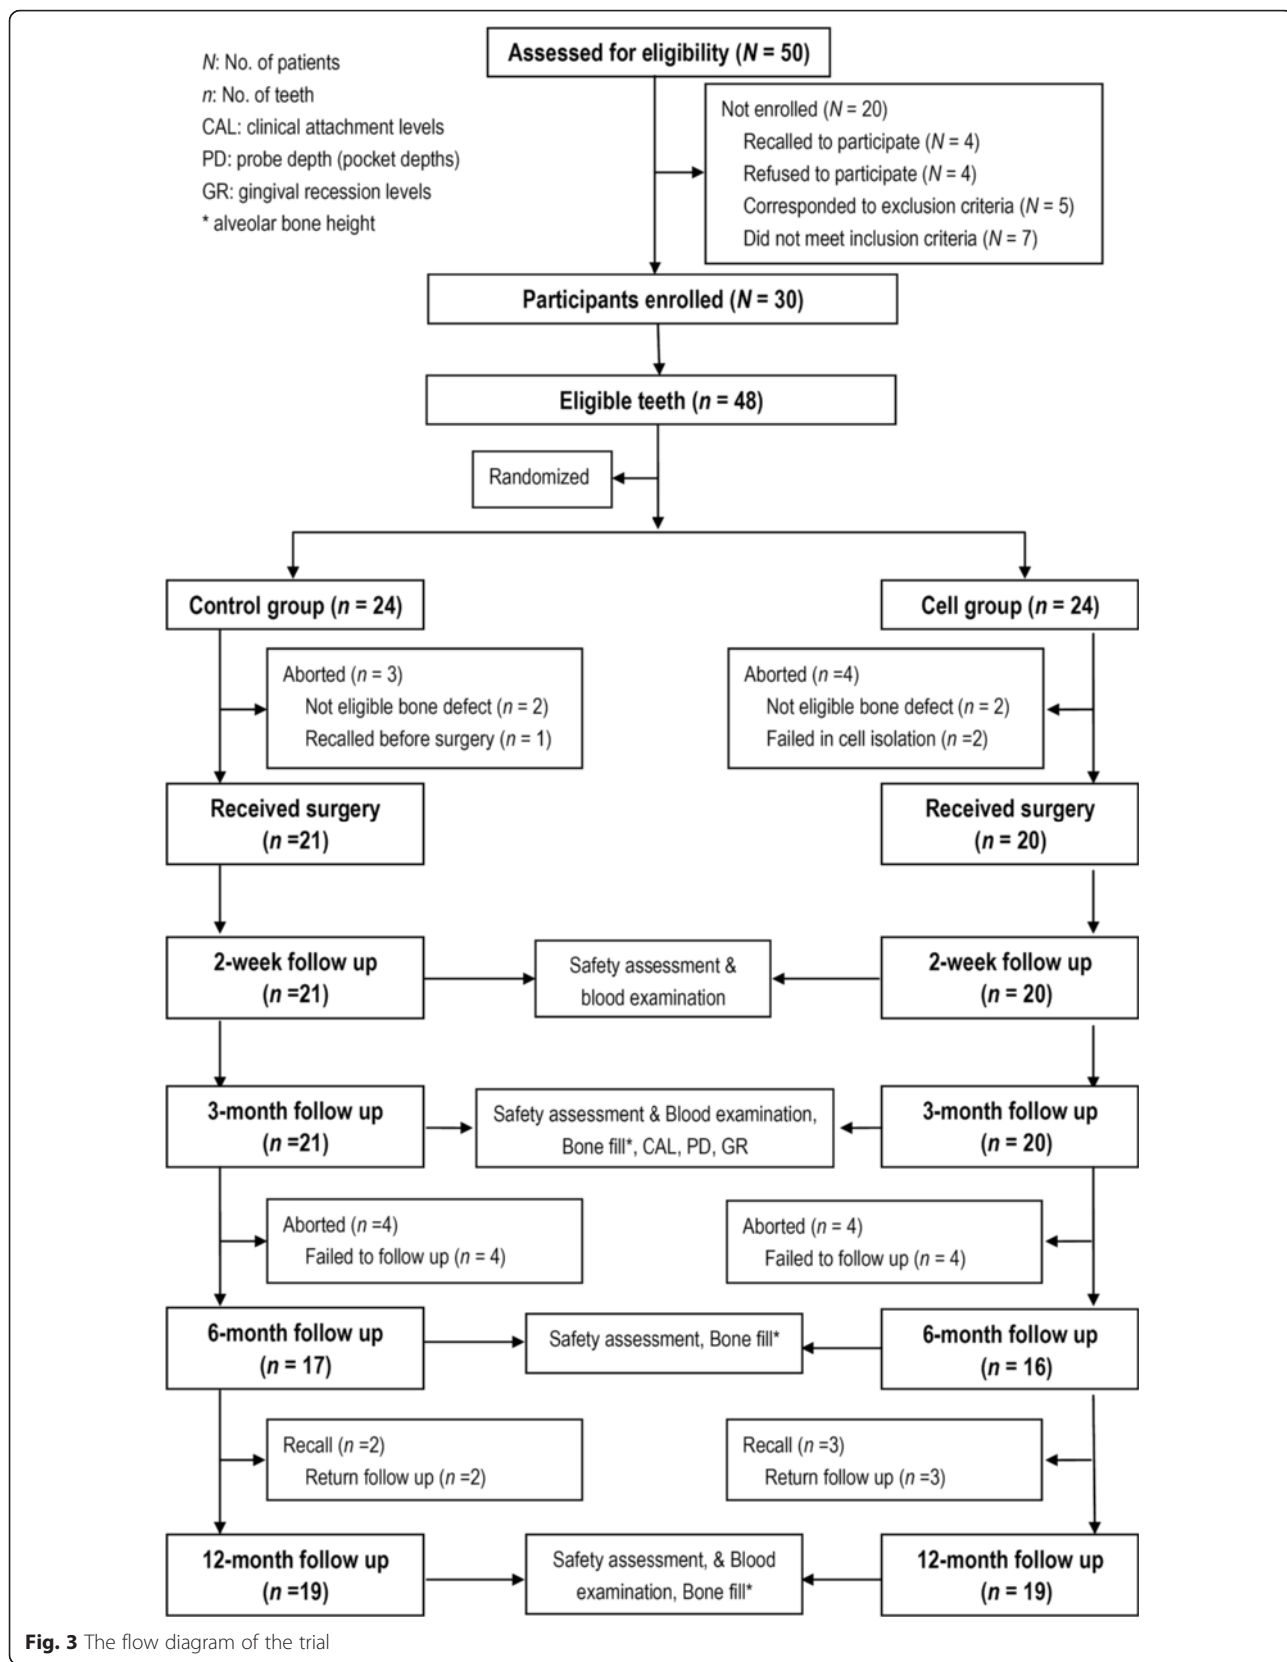 Assessed for eligibility (N = 50)
N: No. of patients
n: No. of teeth
CAL: clinical attachment levels
PD: probe depth (pocket depths)
GR: gingival recession levels
* alveolar bone height
Not enrolled (N = 20)
Recalled to participate (N = 4)
Refused to participate (N = 4)
Corresponded to exclusion criteria (N = 5)
Did not meet inclusion criteria (N = 7)
Participants enrolled (N = 30)
Eligible teeth (n = 48)
Randomized
Control group (n = 24)
Cell group (n = 24)
Aborted (n = 3)
Not eligible bone defect (n = 2)
Recalled before surgery (n = 1)
Aborted (n =4)
Not eligible bone defect (n = 2)
Failed in cell isolation (n =2)
Received surgery
(n =21)
Received surgery
(n = 20)
2-week follow up
(n =21)
Safety assessment &
blood examination
2-week follow up
(n = 20)
3-month follow up
(n =21)
Safety assessment & Blood examination,
Bone fill*, CAL, PD, GR
3-month follow up
(n = 20)
Aborted (n =4)
Failed to follow up (n = 4)
Aborted (n = 4)
Failed to follow up (n = 4)
6-month follow up
(n = 17)
Safety assessment, Bone fill*
6-month follow up
(n = 16)
Recall (n =2)
Return follow up (n =2)
Recall (n =3)
Return follow up (n =3)
12-month follow up
(n =19)
Safety assessment, & Blood
examination, Bone fill*
12-month follow up
(n = 19)
Fig. 3 The flow diagram of the trial